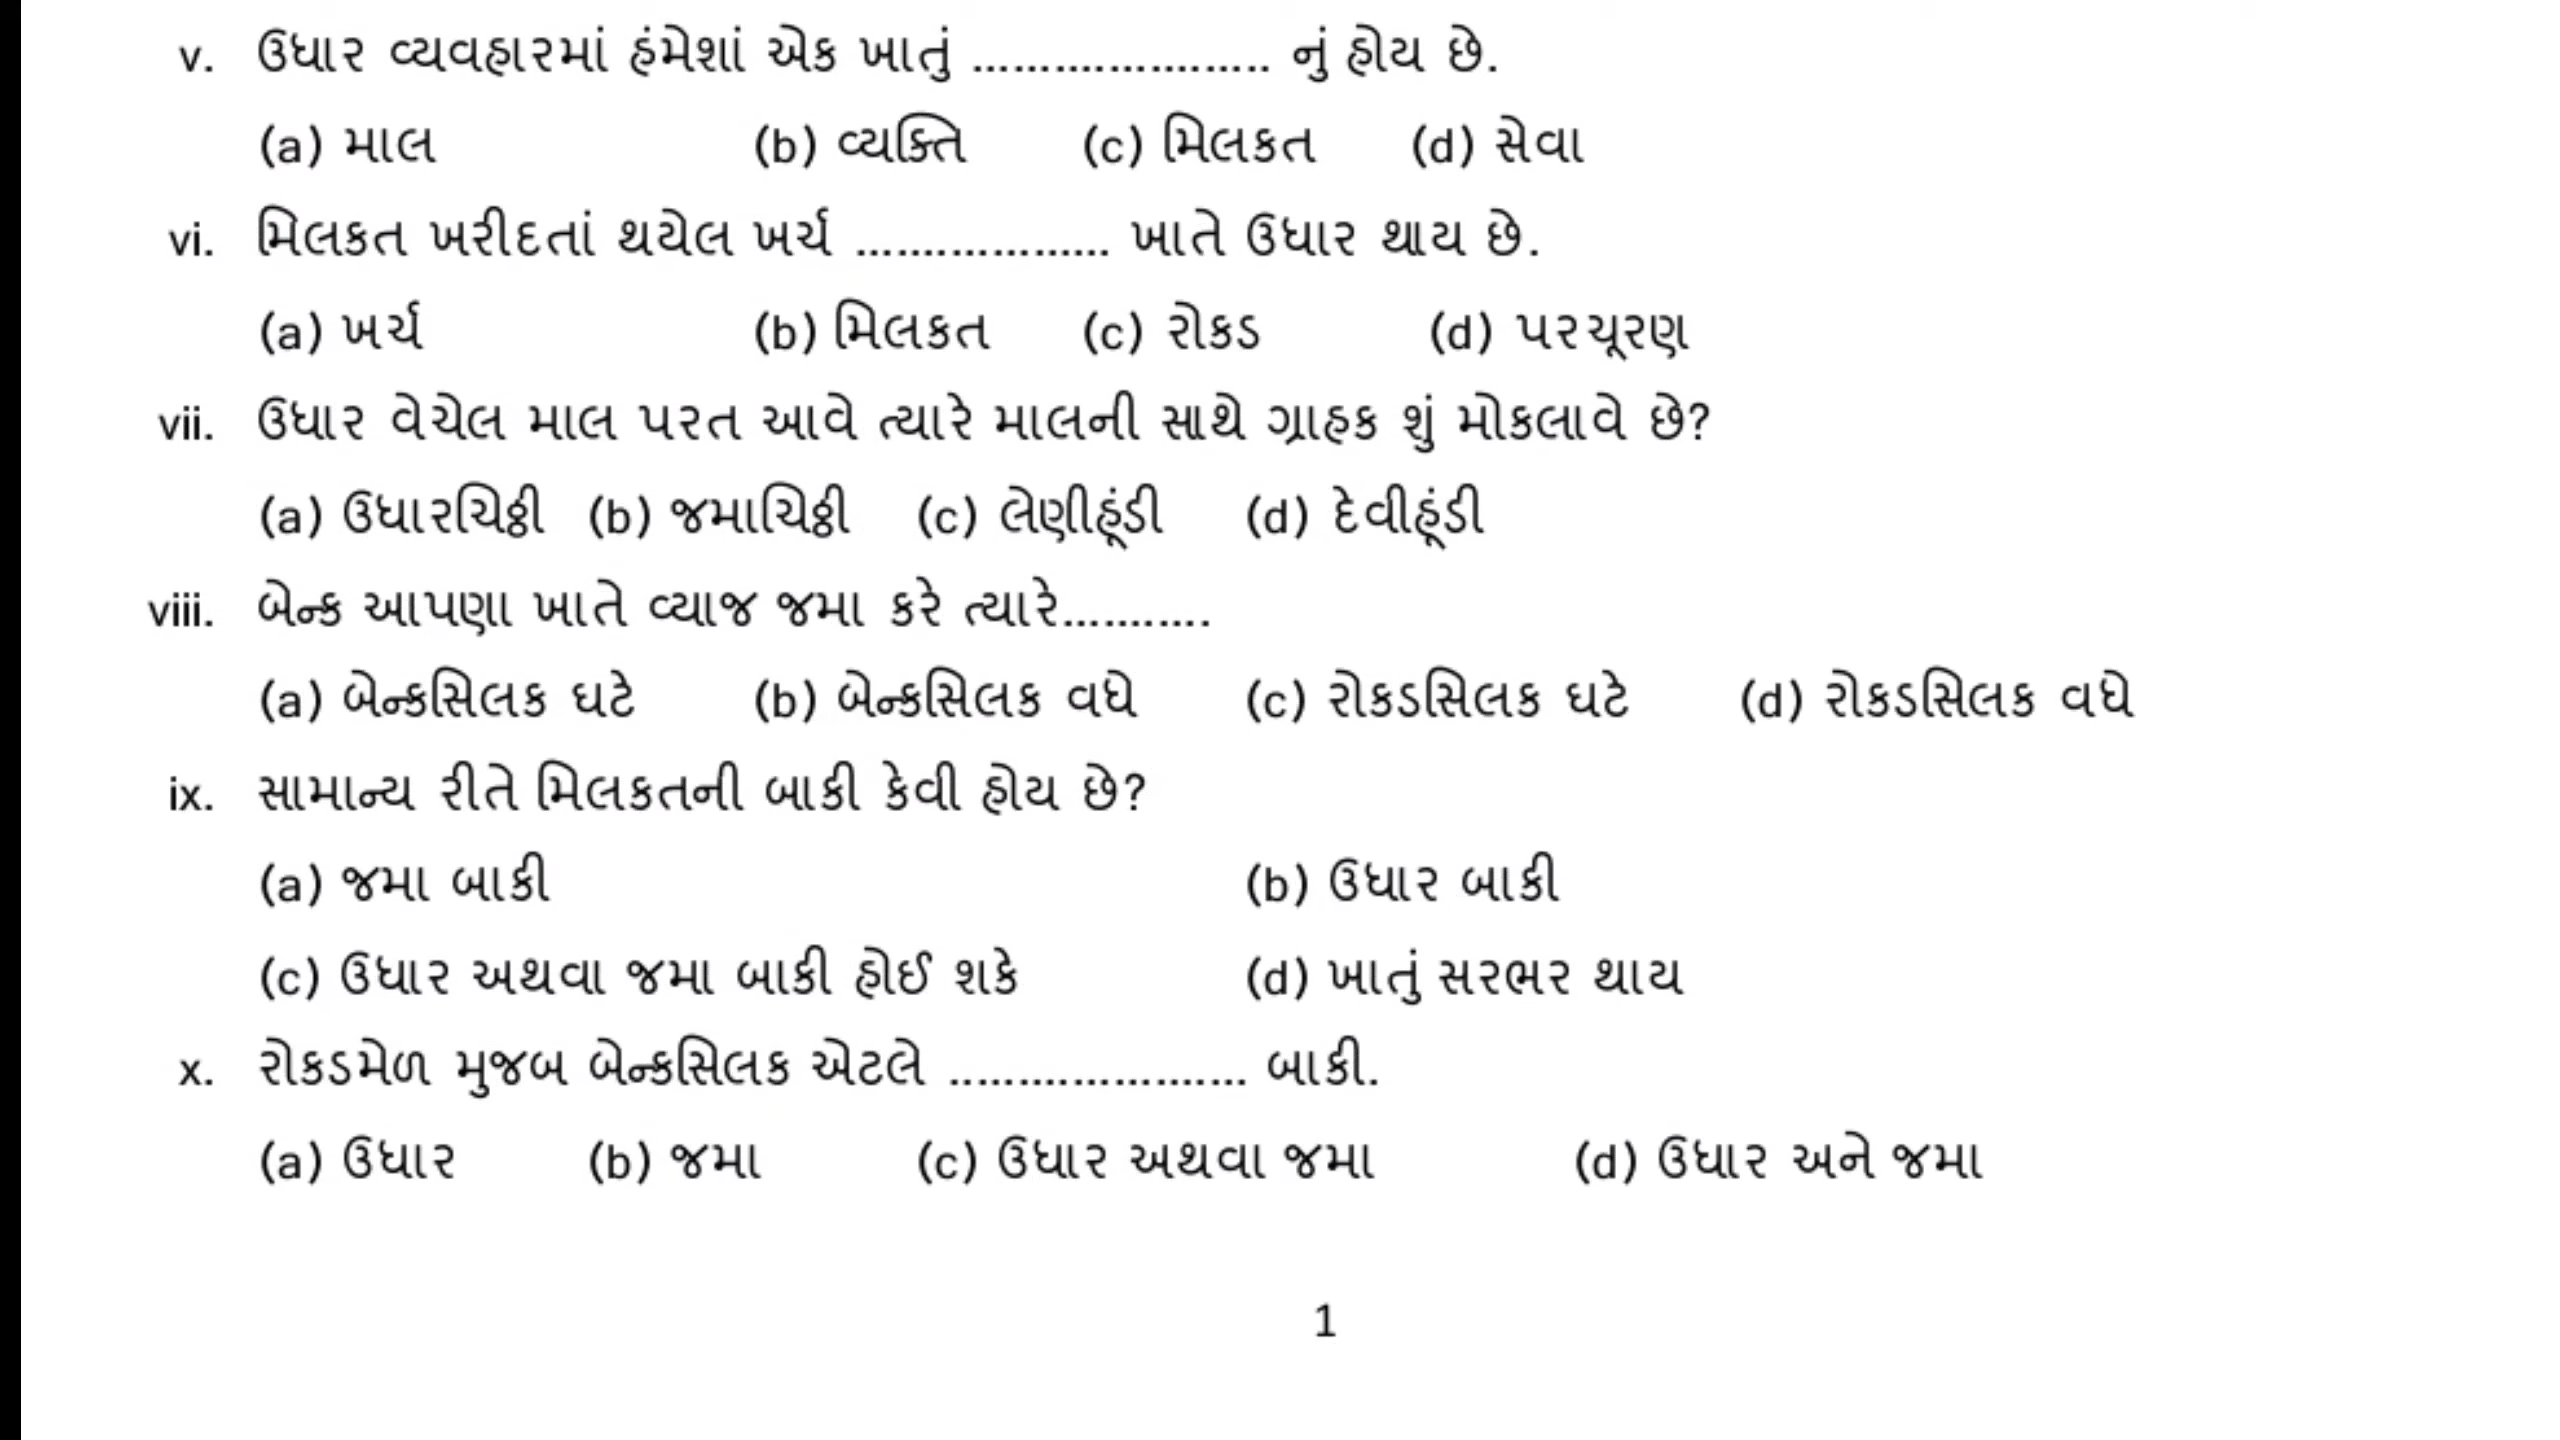 v. ઉધાર વ્યવહારમાં હંમેશાં એક ખાતું ...................... નું હોય છે.
(a) માલ (b) વ્યક્તિ (c) મિલકત (d) સેવા
vi. મિલકત ખરીદતાં થયેલ ખર્ચ ................... ખાતે ઉધાર થાય છે.
(a) ખર્ચ (b) મિલકત (c) રોકડ (d) પરચૂરણ
vii. ઉધાર વેચેલ માલ પરત આવે ત્યારે માલની સાથે ગ્રાહક શું મોકલાવે છે?
(a) ઉધારચિઠ્ઠી (b) જમાચિઠ્ઠી (c) લેણીહૂંડી (d) દેવીહૂંડી
viii. બેન્ક આપણા ખાતે વ્યાજ જમા કરે ત્યારે...........
(a) બેન્કસિલક ઘટે (b) બેન્કસિલક વધે (c) રોકડસિલક ઘટે (d) રોકડસિલક વધે
ix. સામાન્ય રીતે મિલકતની બાકી કેવી હોય છે?
(a) જમા બાકી (b) ઉધાર બાકી
(c) ઉધાર અથવા જમા બાકી હોઈ શકે (d) ખાતું સરભર થાય
x. રોકડમેળ મુજબ બેન્કસિલક એટલે ...................... બાકી.
(a) ઉધાર (b) જમા (c) ઉધાર અથવા જમા (d) ઉધાર અને જમા
1